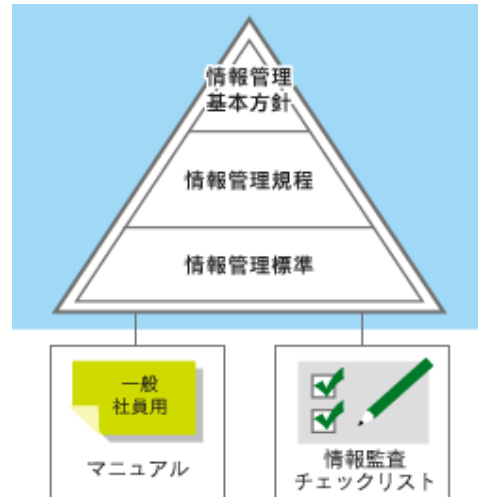 情報管理
基本方針
情報管理規程
情報管理標準
一般
社員用
マニュアル
情報監査
チェックリスト